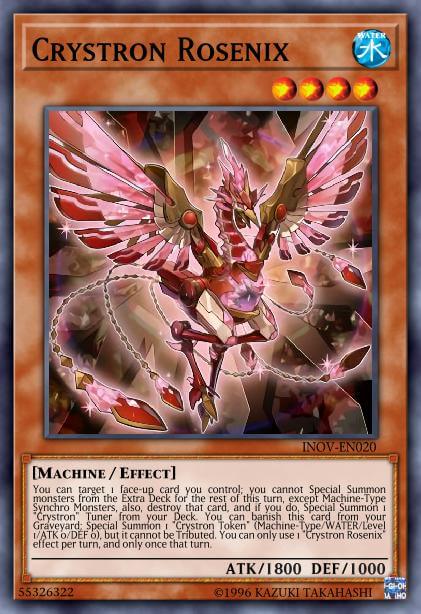 CRYSTRON ROSENIX
WATER
水
INOV-EN020
[MACHINE / EFFECT]
You can target 1 face-up card you control; you cannot Special Summon
monsters from the Extra Deck for the rest of this turn, except Machine-Type
Synchro Monsters, also, destroy that card, and if you do, Special Summon 1
"Crystron" Tuner from your Deck. You can banish this card from your
Graveyard; Special Summon 1 "Crystron Token" (Machine-Type/WATER/Level
1/ATK 0/DEF 0), but it cannot be Tributed. You can only use 1 "Crystron Rosenix"
effect per turn, and only once that turn.
ATK/1800 DEF/1000
55326322
©1996 KAZUKI TAKAHASHI